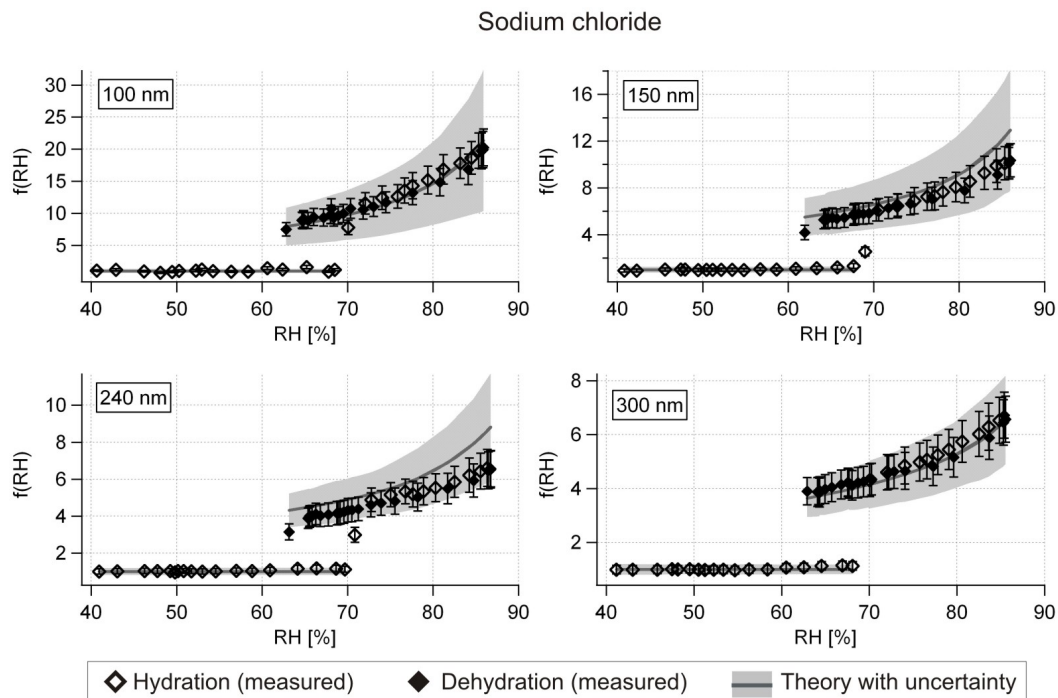 Sodium chloride
100 nm
f(RH)
30
25
20
15
10
5
40 50 60 70 80 90
RH [%]
150 nm
f(RH)
16
12
8
4
40 50 60 70 80 90
RH [%]
240 nm
f(RH)
10
8
6
4
2
40 50 60 70 80 90
RH [%]
300 nm
f(RH)
8
6
4
2
40 50 60 70 80 90
RH [%]
Hydration (measured) Dehydration (measured) Theory with uncertainty